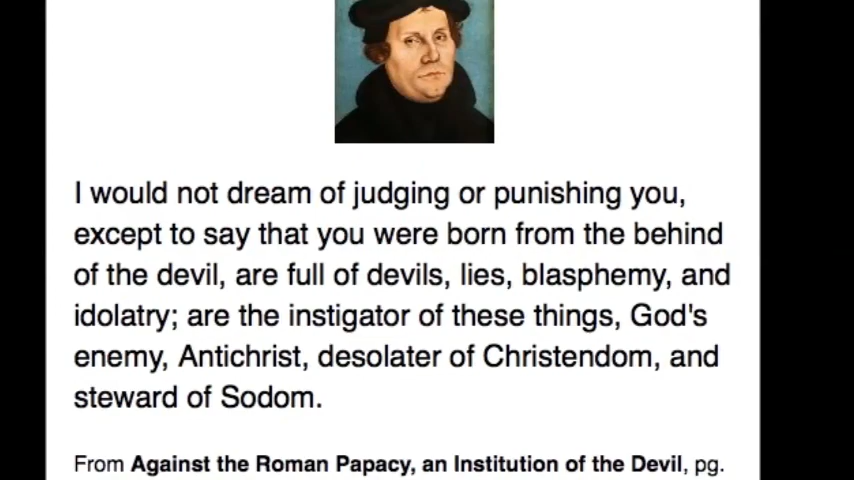 I would not dream of judging or punishing you,
except to say that you were born from the behind
of the devil, are full of devils, lies, blasphemy, and
idolatry; are the instigator of these things, God's
enemy, Antichrist, desolater of Christendom, and
steward of Sodom.
From Against the Roman Papacy, an Institution of the Devil, pg.